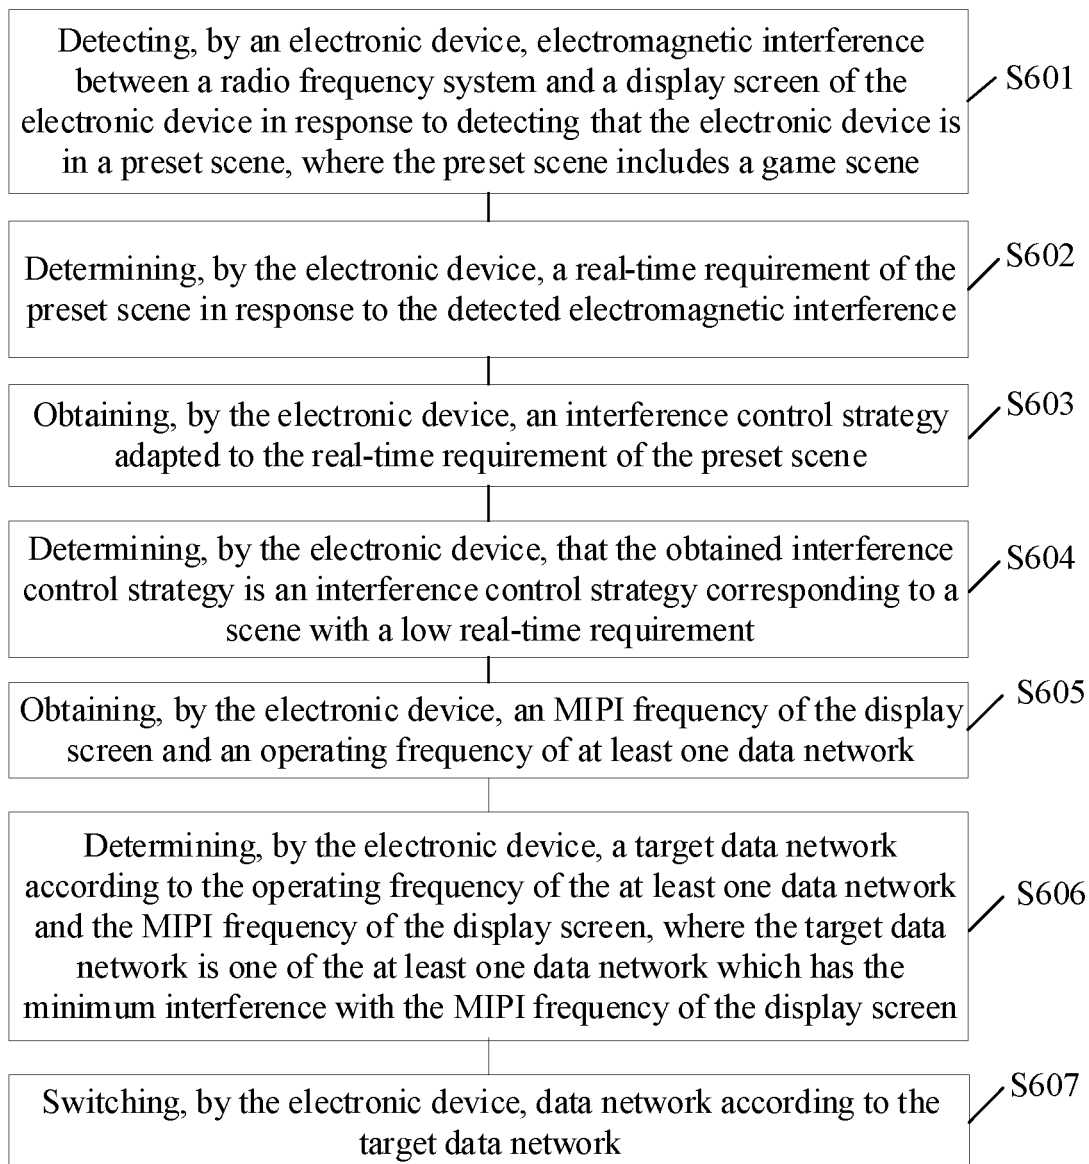 Detecting, by an electronic device, electromagnetic interference
between a radio frequency system and a display screen of the
electronic device in response to detecting that the electronic device is
in a preset scene, where the preset scene includes a game scene
S601
Determining, by the electronic device, a real-time requirement of the
preset scene in response to the detected electromagnetic interference
S602
Obtaining, by the electronic device, an interference control strategy
adapted to the real-time requirement of the preset scene
S603
Determining, by the electronic device, that the obtained interference
control strategy is an interference control strategy corresponding to a
scene with a low real-time requirement
S604
Obtaining, by the electronic device, an MIPI frequency of the display
screen and an operating frequency of at least one data network
S605
Determining, by the electronic device, a target data network
according to the operating frequency of the at least one data network
and the MIPI frequency of the display screen, where the target data
network is one of the at least one data network which has the
minimum interference with the MIPI frequency of the display screen
S606
Switching, by the electronic device, data network according to the
target data network
S607